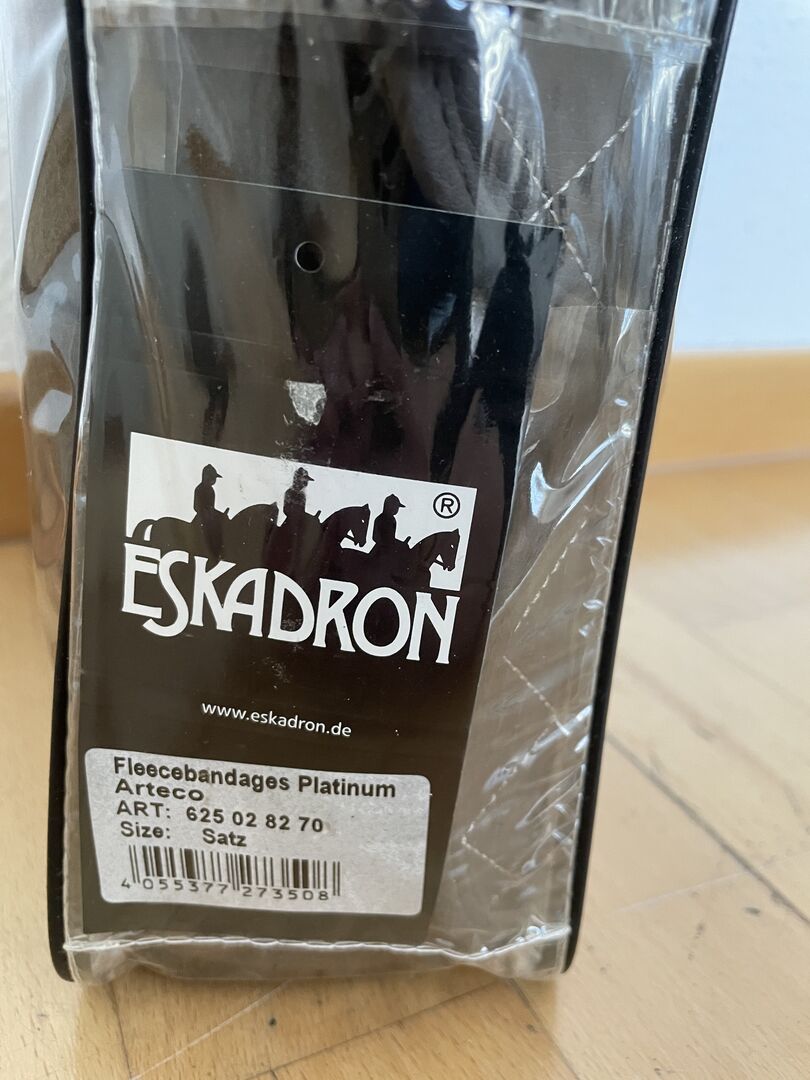 ®
ESKADRON
www.eskadron.de
Fleecebandages Platinum
Arteco
ART: 625 02 82 70
Size: Satz
4 055377 273508